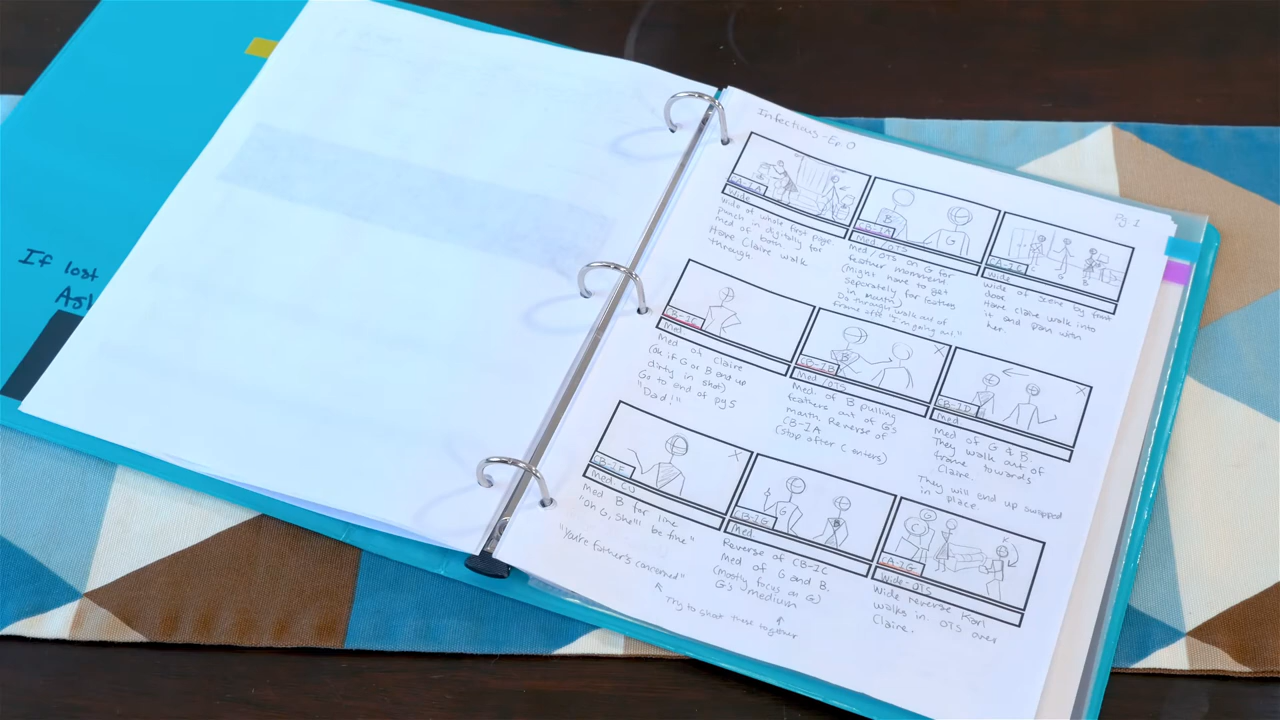 If lost
Infectious - Ep. 0
Pg. 1
CA-1A
Wide
Wide of whole first page.
punch in digitally for
med of both.
Have Claire walk
through
B
G
CB-1A
Med/OTS
Med/OTS on G for
feather moment
(might have to get
separately for feathers
in mouth)
Do through walk out of
frame after "I'm going out."
C
G
B
Wide
Wide of scene by front
door.
Have Claire walk into
it and pan with
her.
CB-1C
Med
Med of Claire
(ok if G or B end up
dirty in shot)
Go to end of pg 5
"Dad!"
B
CB-1B
Med/OTS
Med. of B pulling
feathers out of G's
mouth. Reverse of
CB-1A
(stop after C enters)
CB-1D
Med
Med of G & B.
They walk out of
frame towards
Claire.
They will end up swapped
in place.
CB-1F
Med. CU
Med B for line
"Oh G, she'll be fine"
"You're father's concerned"
G
B
CB-1G
Med
Reverse of CB-1C
Med of G and B.
(Mostly focus on G)
G's medium
Try to shoot these together
G
C
K
CA-1G
Wide-OTS
Wide reverse Karl
walks in. OTS over
Claire.